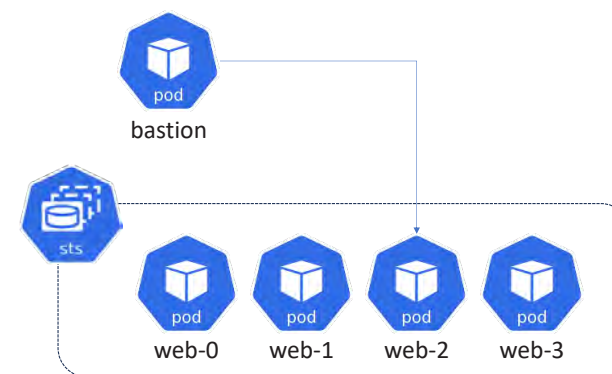 pod
bastion
sts
pod pod pod pod
web-0 web-1 web-2 web-3